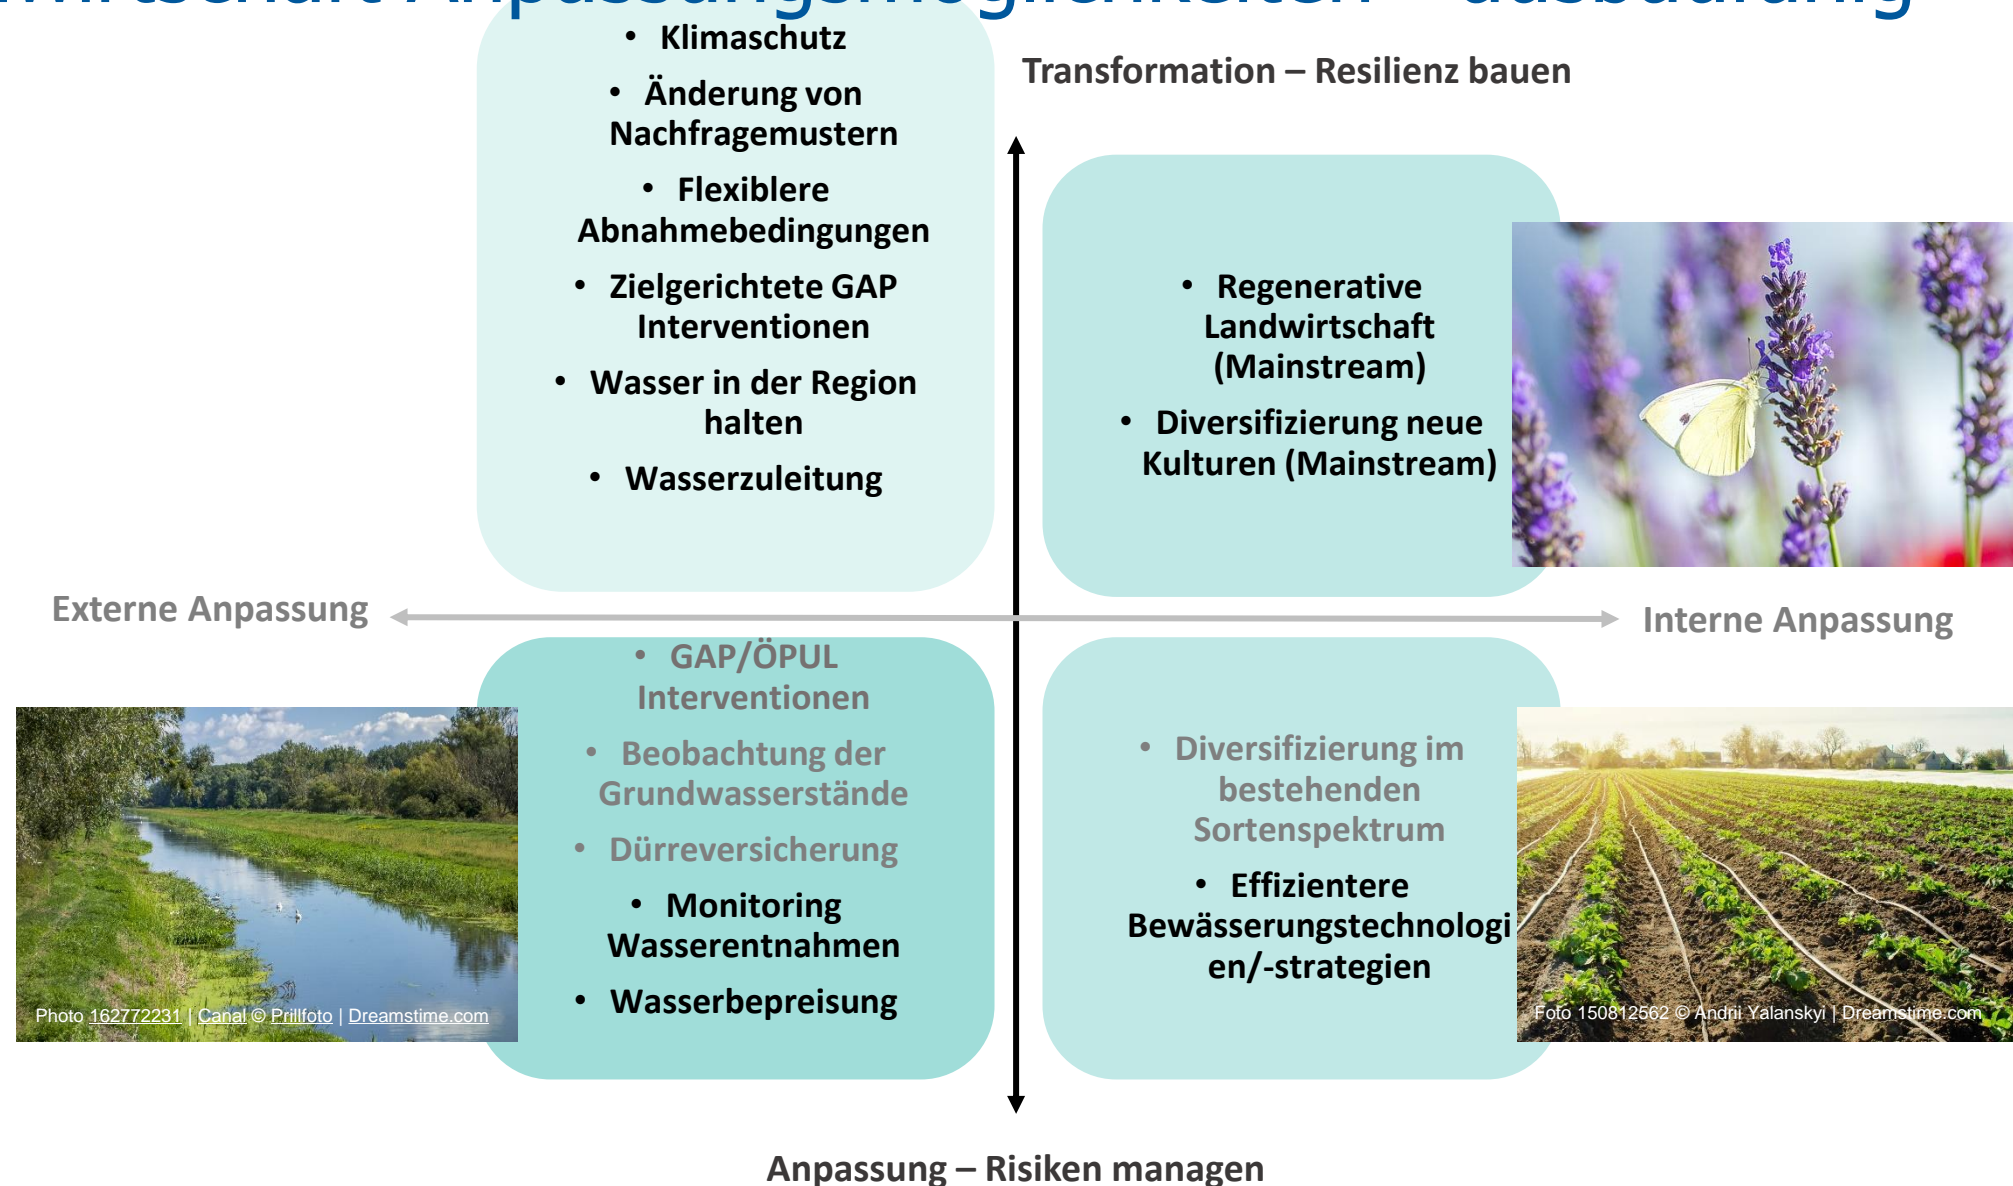 Anpassungsmöglichkeiten – ausbaufähig
• Klimaschutz
• Änderung von
Nachfragemustern
• Flexiblere
Abnahmebedingungen
• Zielgerichtete GAP
Interventionen
• Wasser in der Region
halten
• Wasserzuleitung
Transformation – Resilienz bauen
• Regenerative
Landwirtschaft
(Mainstream)
• Diversifizierung neue
Kulturen (Mainstream)
Externe Anpassung
Interne Anpassung
• GAP/ÖPUL
Interventionen
• Beobachtung der
Grundwasserstände
• Dürreversicherung
• Monitoring
Wasserentnahmen
• Wasserbepreisung
Photo 162772231 | Canal © Prillfoto | Dreamstime.com
• Diversifizierung im
bestehenden
Sortenspektrum
• Effizientere
Bewässerungstechnologi
en/-strategien
Foto 150812562 © Andrii Yalanskyi | Dreamstime.com
Anpassung – Risiken managen